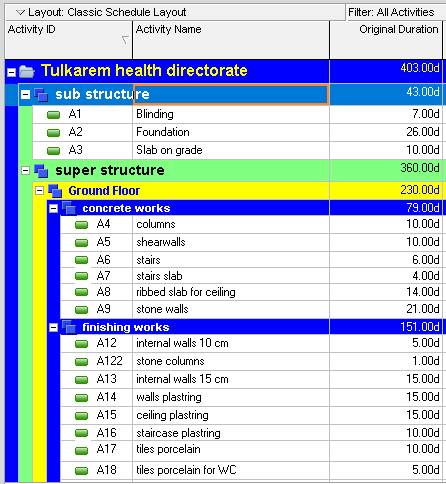 Layout: Classic Schedule Layout Filter: All Activities
Activity ID Activity Name Original Duration
Tulkarem health directorate 403.00d
sub structure 43.00d
A1 Blinding 7.00d
A2 Foundation 26.00d
A3 Slab on grade 10.00d
super structure 360.00d
Ground Floor 230.00d
concrete works 79.00d
A4 columns 10.00d
A5 shearwalls 10.00d
A6 stairs 6.00d
A7 stairs slab 4.00d
A8 ribbed slab for ceiling 14.00d
A9 stone walls 21.00d
finishing works 151.00d
A12 internal walls 10 cm 5.00d
A122 stone columns 1.00d
A13 internal walls 15 cm 5.00d
A14 walls plastring 5.00d
A15 ceiling plastring 5.00d
A16 staircase plastring 10.00d
A17 tiles porcelain 10.00d
A18 tiles porcelain for WC 5.00d